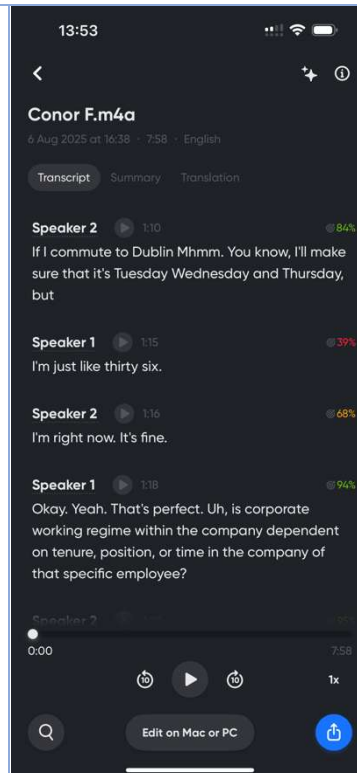 13:53
Conor F.m4a
6 Aug 2025 at 16:38 · 7:58 · English
Transcript Summary Translation
Speaker 2 1:10 84%
If I commute to Dublin Mhmm. You know, I'll make
sure that it's Tuesday Wednesday and Thursday,
but
Speaker 1 1:15 39%
I'm just like thirty six.
Speaker 2 1:16 68%
I'm right now. It's fine.
Speaker 1 1:18 94%
Okay. Yeah. That's perfect. Uh, is corporate
working regime within the company dependent
on tenure, position, or time in the company of
that specific employee?
Speaker 2
0:00 7:58
10 10 1x
Edit on Mac or PC